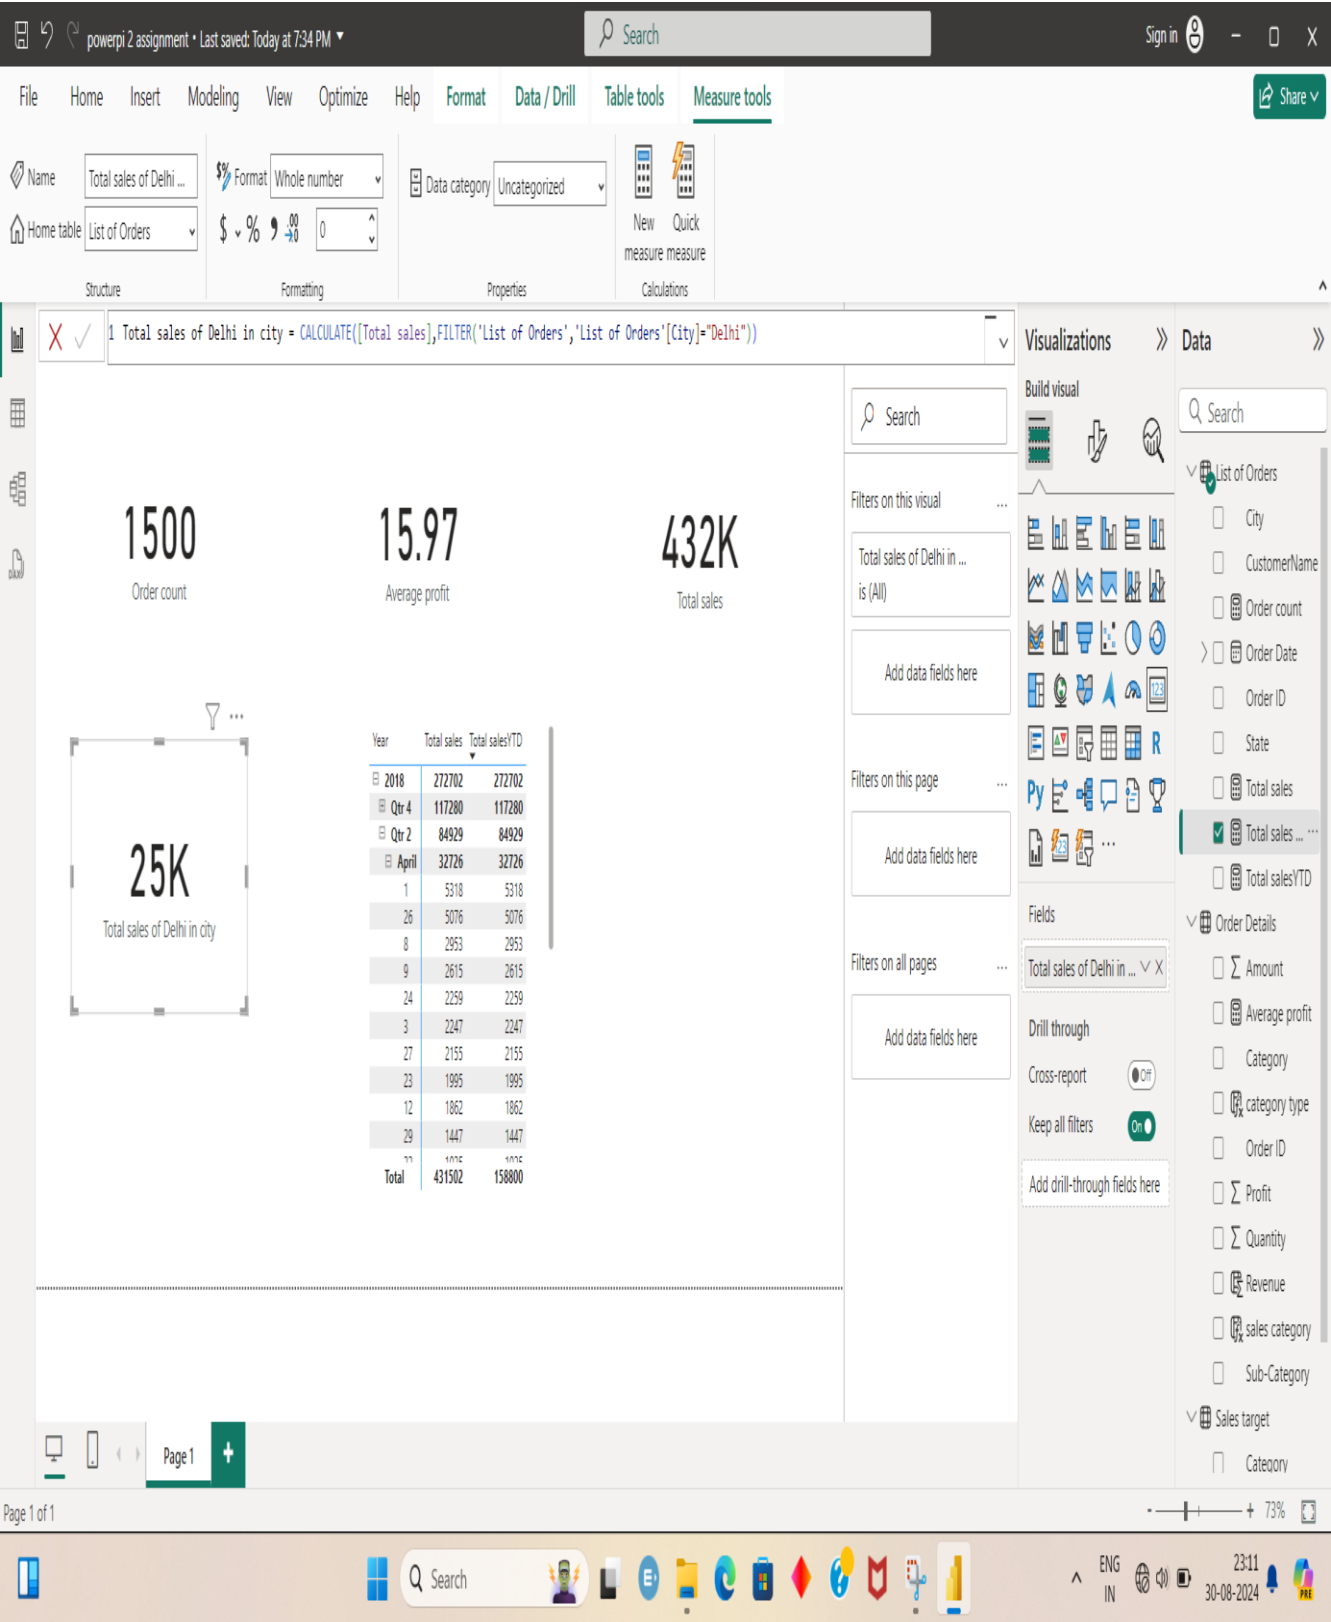 powerpi 2 assignment • Last saved: Today at 7:34 PM
Search
Sign in
File Home Insert Modeling View Optimize Help Format Data / Drill Table tools Measure tools
Share
Name Total sales of Delhi ...
Format Whole number
Data category Uncategorized
New measure
Quick measure
Home table List of Orders
$ % 0
Structure
Formatting
Properties
Calculations
1 Total sales of Delhi in city = CALCULATE([Total sales],FILTER('List of Orders','List of Orders'[City]="Delhi"))
1500
Order count
15.97
Average profit
432K
Total sales
25K
Total sales of Delhi in city
Year Total sales Total salesYTD
2018 272702 272702
Qtr 4 117280 117280
Qtr 2 84929 84929
April 32726 32726
1 5318 5318
26 5076 5076
8 2953 2953
9 2615 2615
24 2259 2259
3 2247 2247
27 2155 2155
23 1995 1995
12 1862 1862
29 1447 1447
Total 431502 158800
Search
Filters on this visual ...
Total sales of Delhi in ...
is (All)
Add data fields here
Filters on this page ...
Add data fields here
Filters on all pages ...
Add data fields here
Visualizations
Build visual
123
R
Py
...
Fields
Total sales of Delhi in ...
Drill through
Cross-report Off
Keep all filters On
Add drill-through fields here
Data
Search
List of Orders
City
CustomerName
Order count
Order Date
Order ID
State
Total sales
Total sales ... ...
Total salesYTD
Order Details
Amount
Average profit
Category
category type
Order ID
Profit
Quantity
Revenue
sales category
Sub-Category
Sales target
Category
Page 1
+
Page 1 of 1
- + 73%
Search
ENG
IN
23:11
30-08-2024
PRE